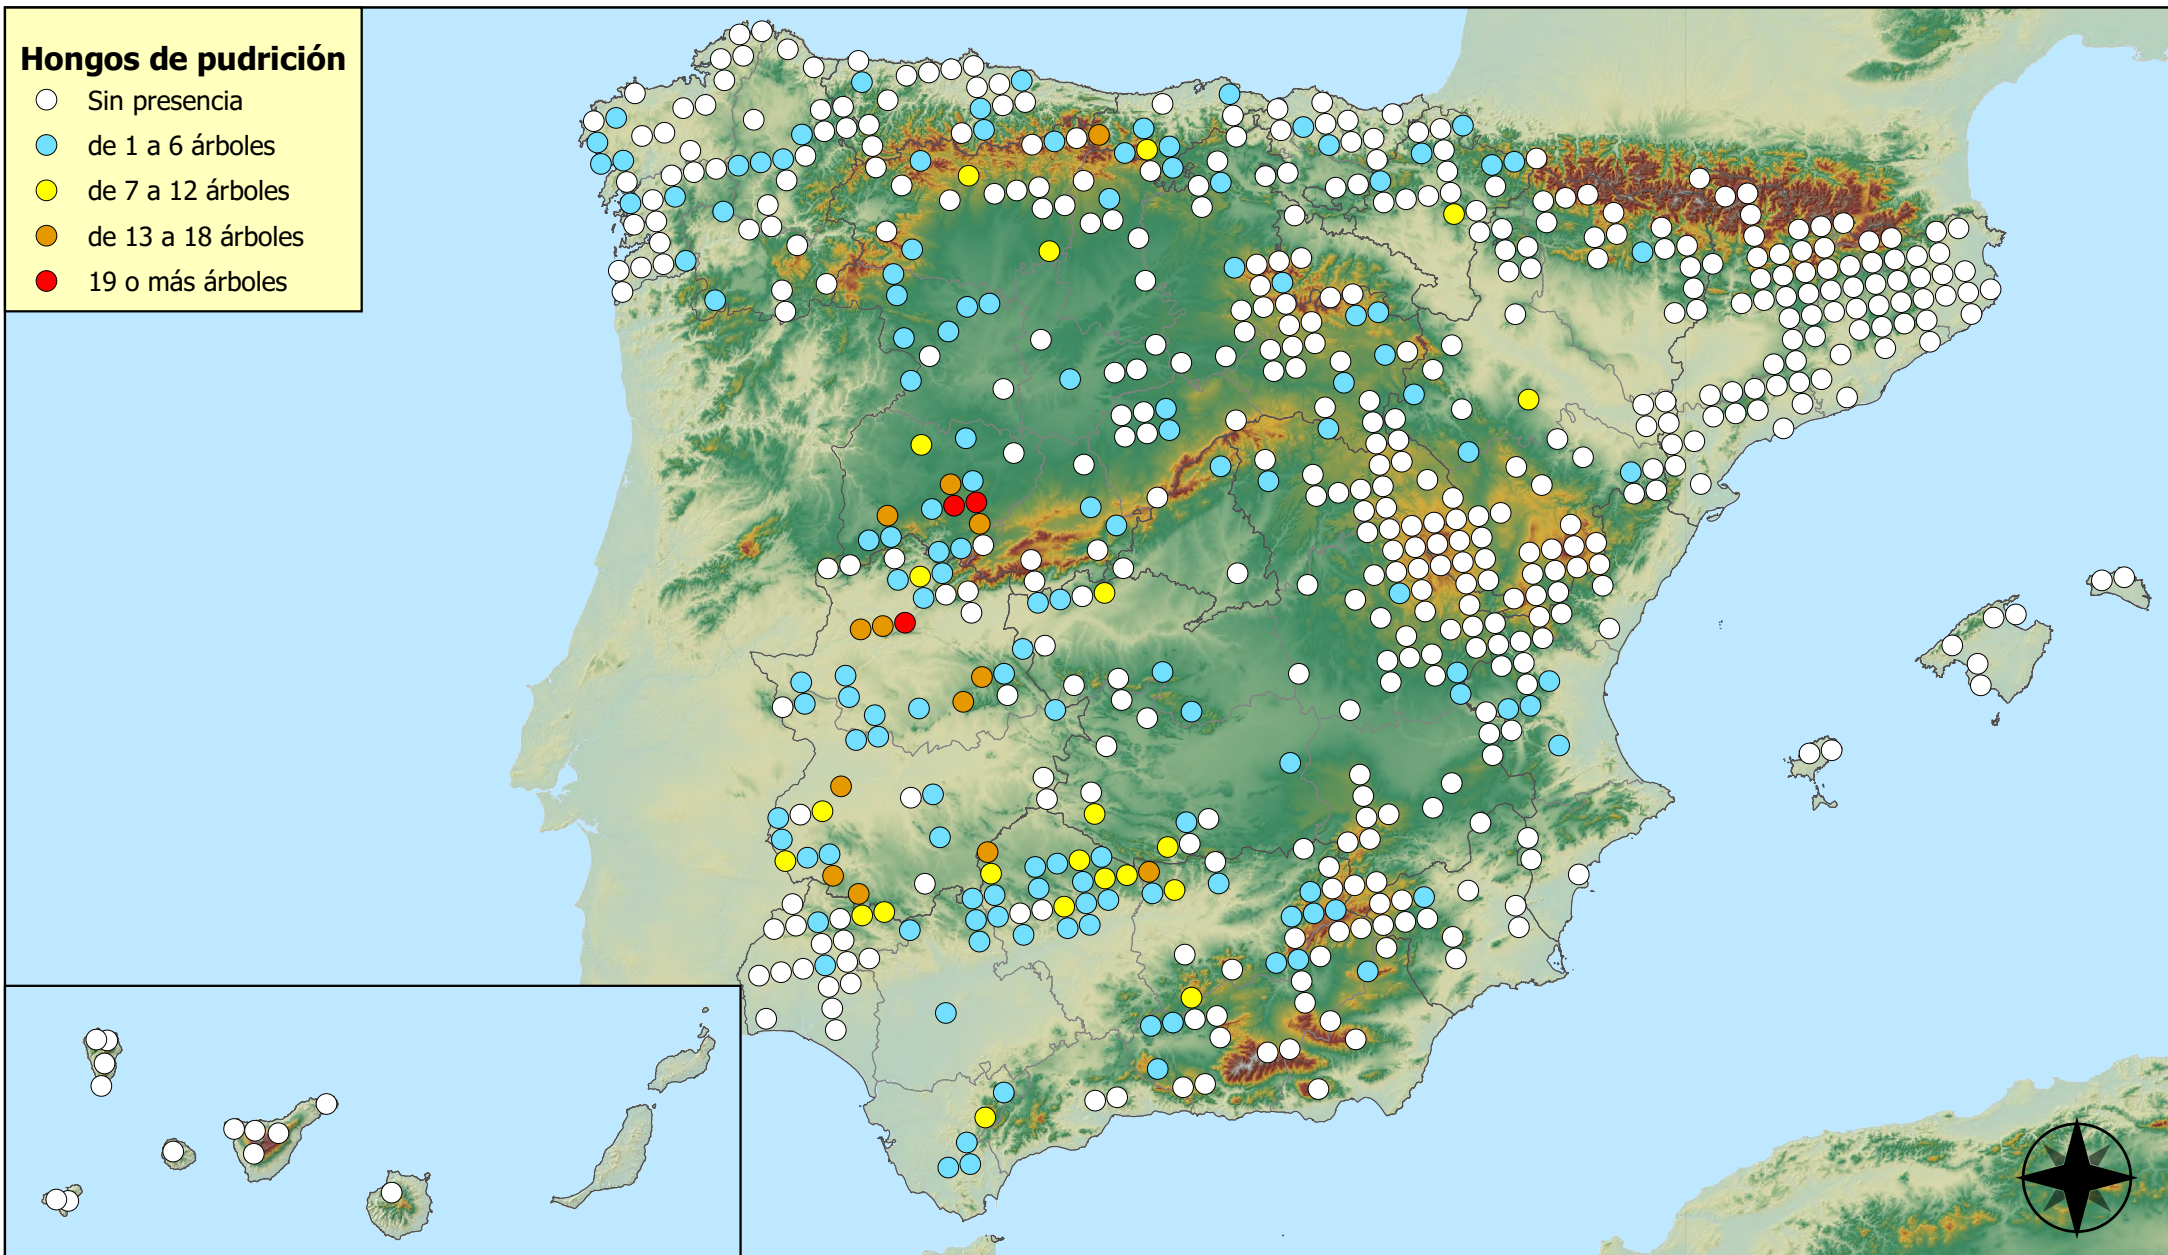 Hongos de pudrición
Sin presencia
de 1 a 6 árboles
de 7 a 12 árboles
de 13 a 18 árboles
19 o más árboles